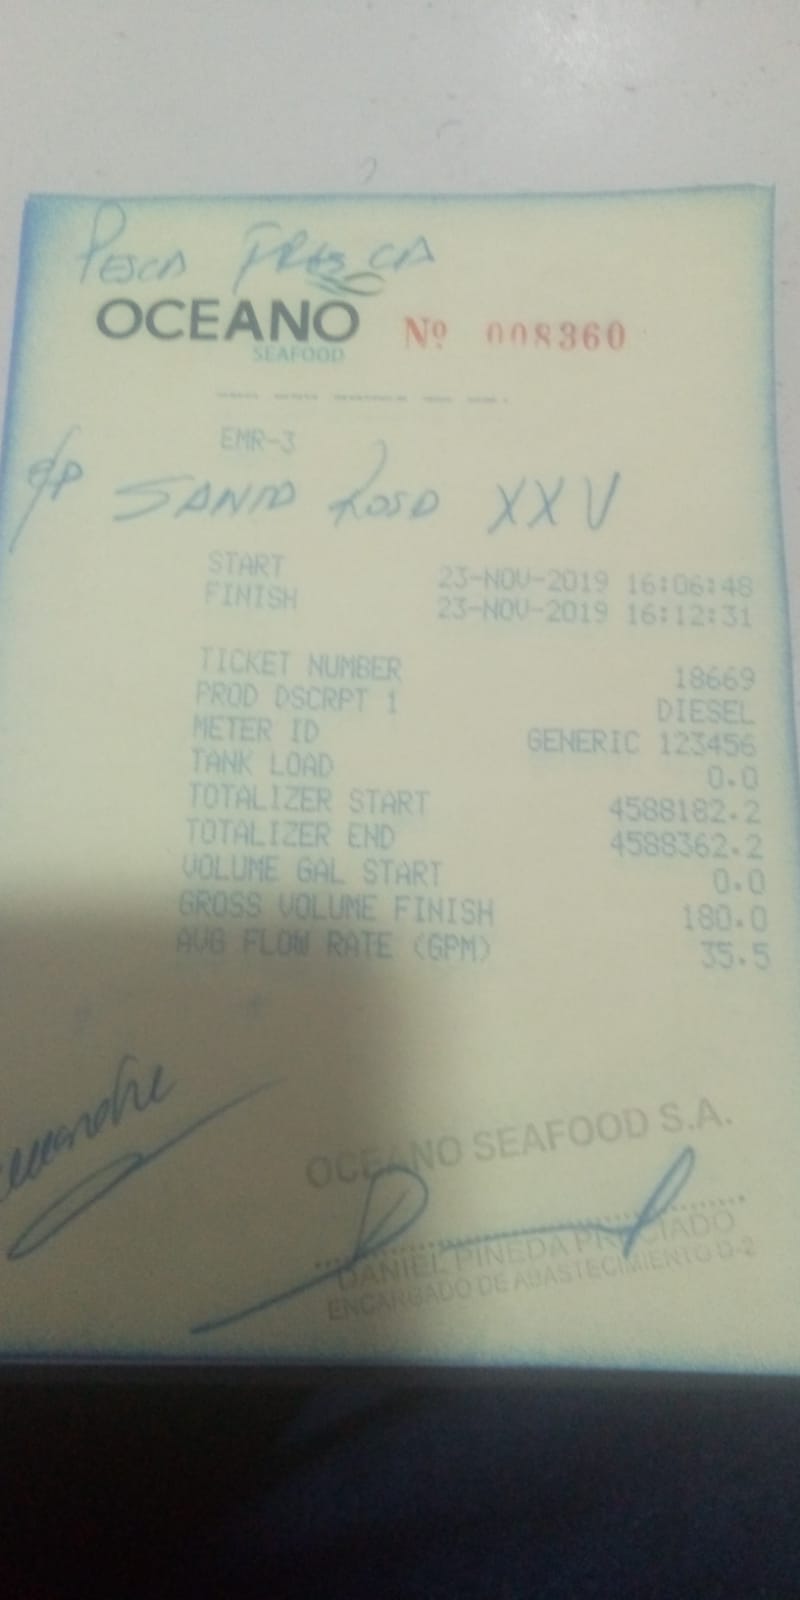 PESCA FRESCA
OCEANO
SEAFOOD
Nº 008360
EMR-3
E/P SANTA ROSA XXV
START 23-NOV-2019 16:06:48
FINISH 23-NOV-2019 16:12:31
TICKET NUMBER 18669
PROD DSCRPT 1 DIESEL
METER ID GENERIC 123456
TANK LOAD 0.0
TOTALIZER START 4588182.2
TOTALIZER END 4588362.2
VOLUME GAL START 0.0
GROSS VOLUME FINISH 180.0
AVG FLOW RATE (GPM) 35.5
OCEANO SEAFOOD S.A.
DANIEL PINEDA PRECIADO
ENCARGADO DE ABASTECIMIENTO D-2